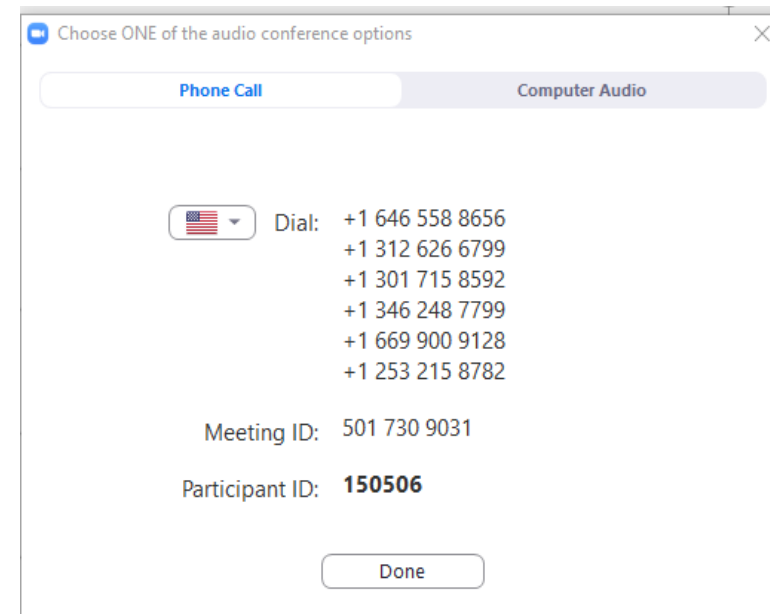 Choose ONE of the audio conference options
Phone Call Computer Audio
Dial: +1 646 558 8656
+1 312 626 6799
+1 301 715 8592
+1 346 248 7799
+1 669 900 9128
+1 253 215 8782
Meeting ID: 501 730 9031
Participant ID: 150506
Done